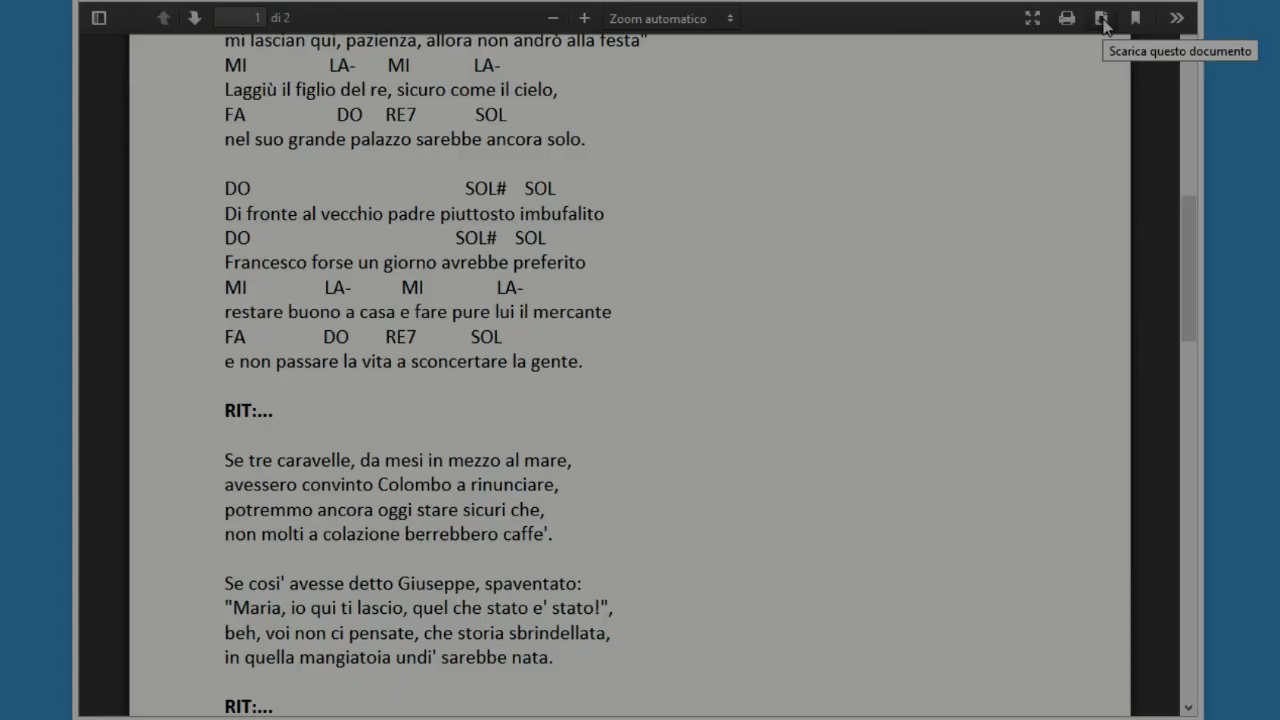 1 di 2 Zoom automatico
Scarica questo documento
mi lascian qui, pazienza, allora non andrò alla festa"
MI LA- MI LA-
Laggiù il figlio del re, sicuro come il cielo,
FA DO RE7 SOL
nel suo grande palazzo sarebbe ancora solo.
DO SOL# SOL
Di fronte al vecchio padre piuttosto imbufalito
DO SOL# SOL
Francesco forse un giorno avrebbe preferito
MI LA- MI LA-
restare buono a casa e fare pure lui il mercante
FA DO RE7 SOL
e non passare la vita a sconcertare la gente.
RIT:...
Se tre caravelle, da mesi in mezzo al mare,
avessero convinto Colombo a rinunciare,
potremmo ancora oggi stare sicuri che,
non molti a colazione berrebbero caffe'.
Se cosi' avesse detto Giuseppe, spaventato:
"Maria, io qui ti lascio, quel che stato e' stato!",
beh, voi non ci pensate, che storia sbrindellata,
in quella mangiatoia undi' sarebbe nata.
RIT:...